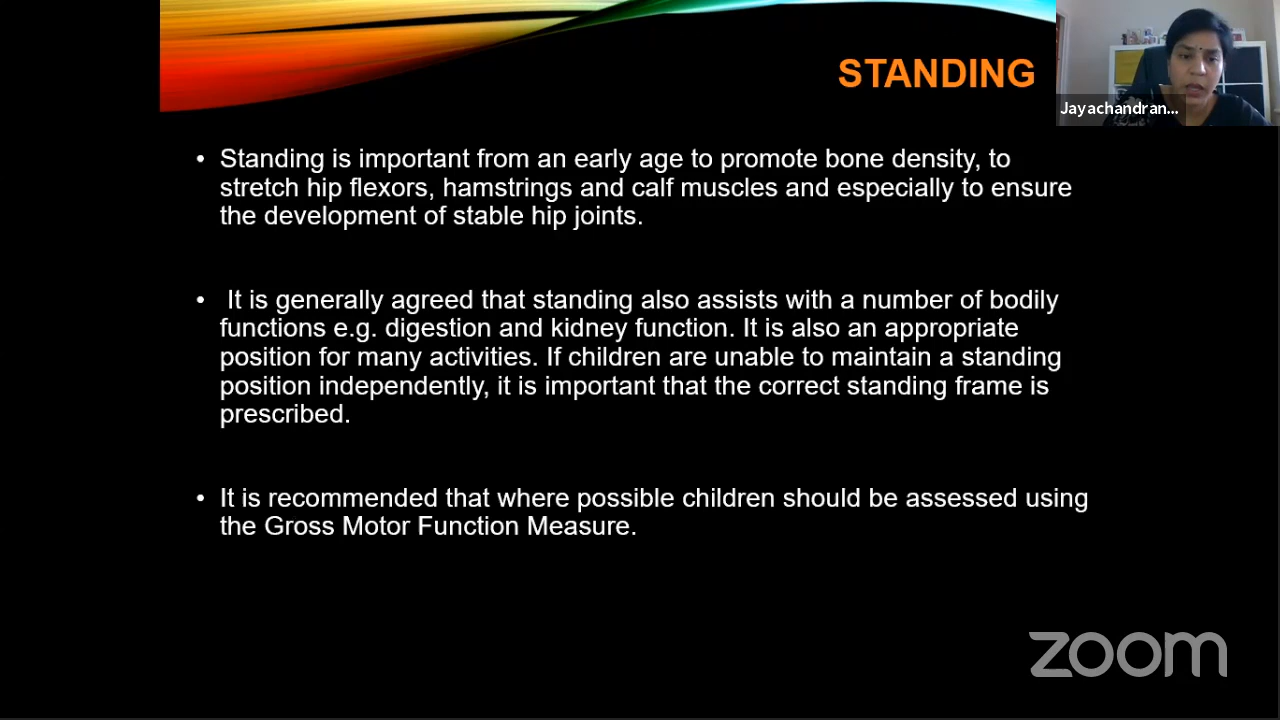 STANDING
Jayachandran...
• Standing is important from an early age to promote bone density, to
stretch hip flexors, hamstrings and calf muscles and especially to ensure
the development of stable hip joints.
• It is generally agreed that standing also assists with a number of bodily
functions e.g. digestion and kidney function. It is also an appropriate
position for many activities. If children are unable to maintain a standing
position independently, it is important that the correct standing frame is
prescribed.
• It is recommended that where possible children should be assessed using
the Gross Motor Function Measure.
zoom